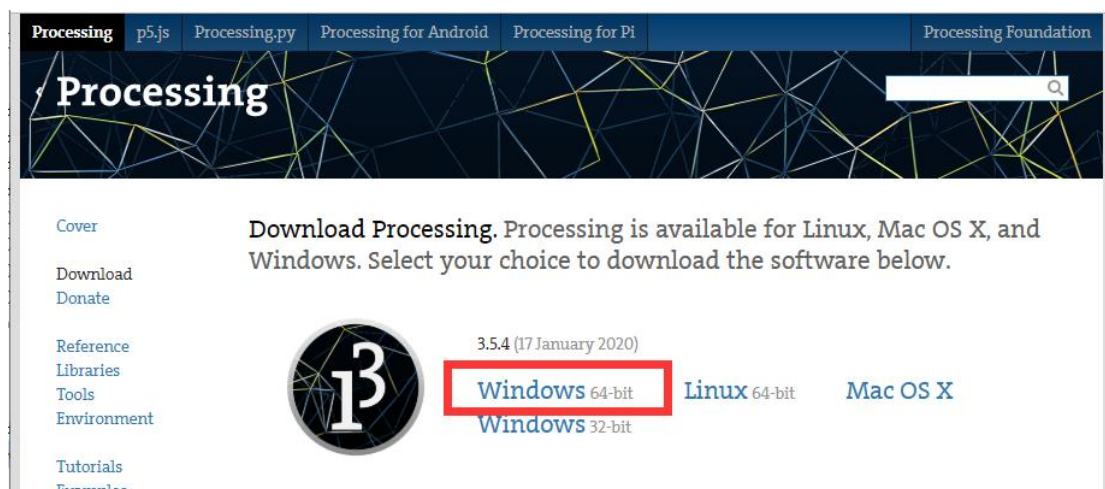 Processing p5.js Processing.py Processing for Android Processing for Pi Processing Foundation
Processing
Cover
Download
Donate
Reference
Libraries
Tools
Environment
Tutorials
Examples
Download Processing. Processing is available for Linux, Mac OS X, and
Windows. Select your choice to download the software below.
3.5.4 (17 January 2020)
Windows 64-bit Linux 64-bit Mac OS X
Windows 32-bit